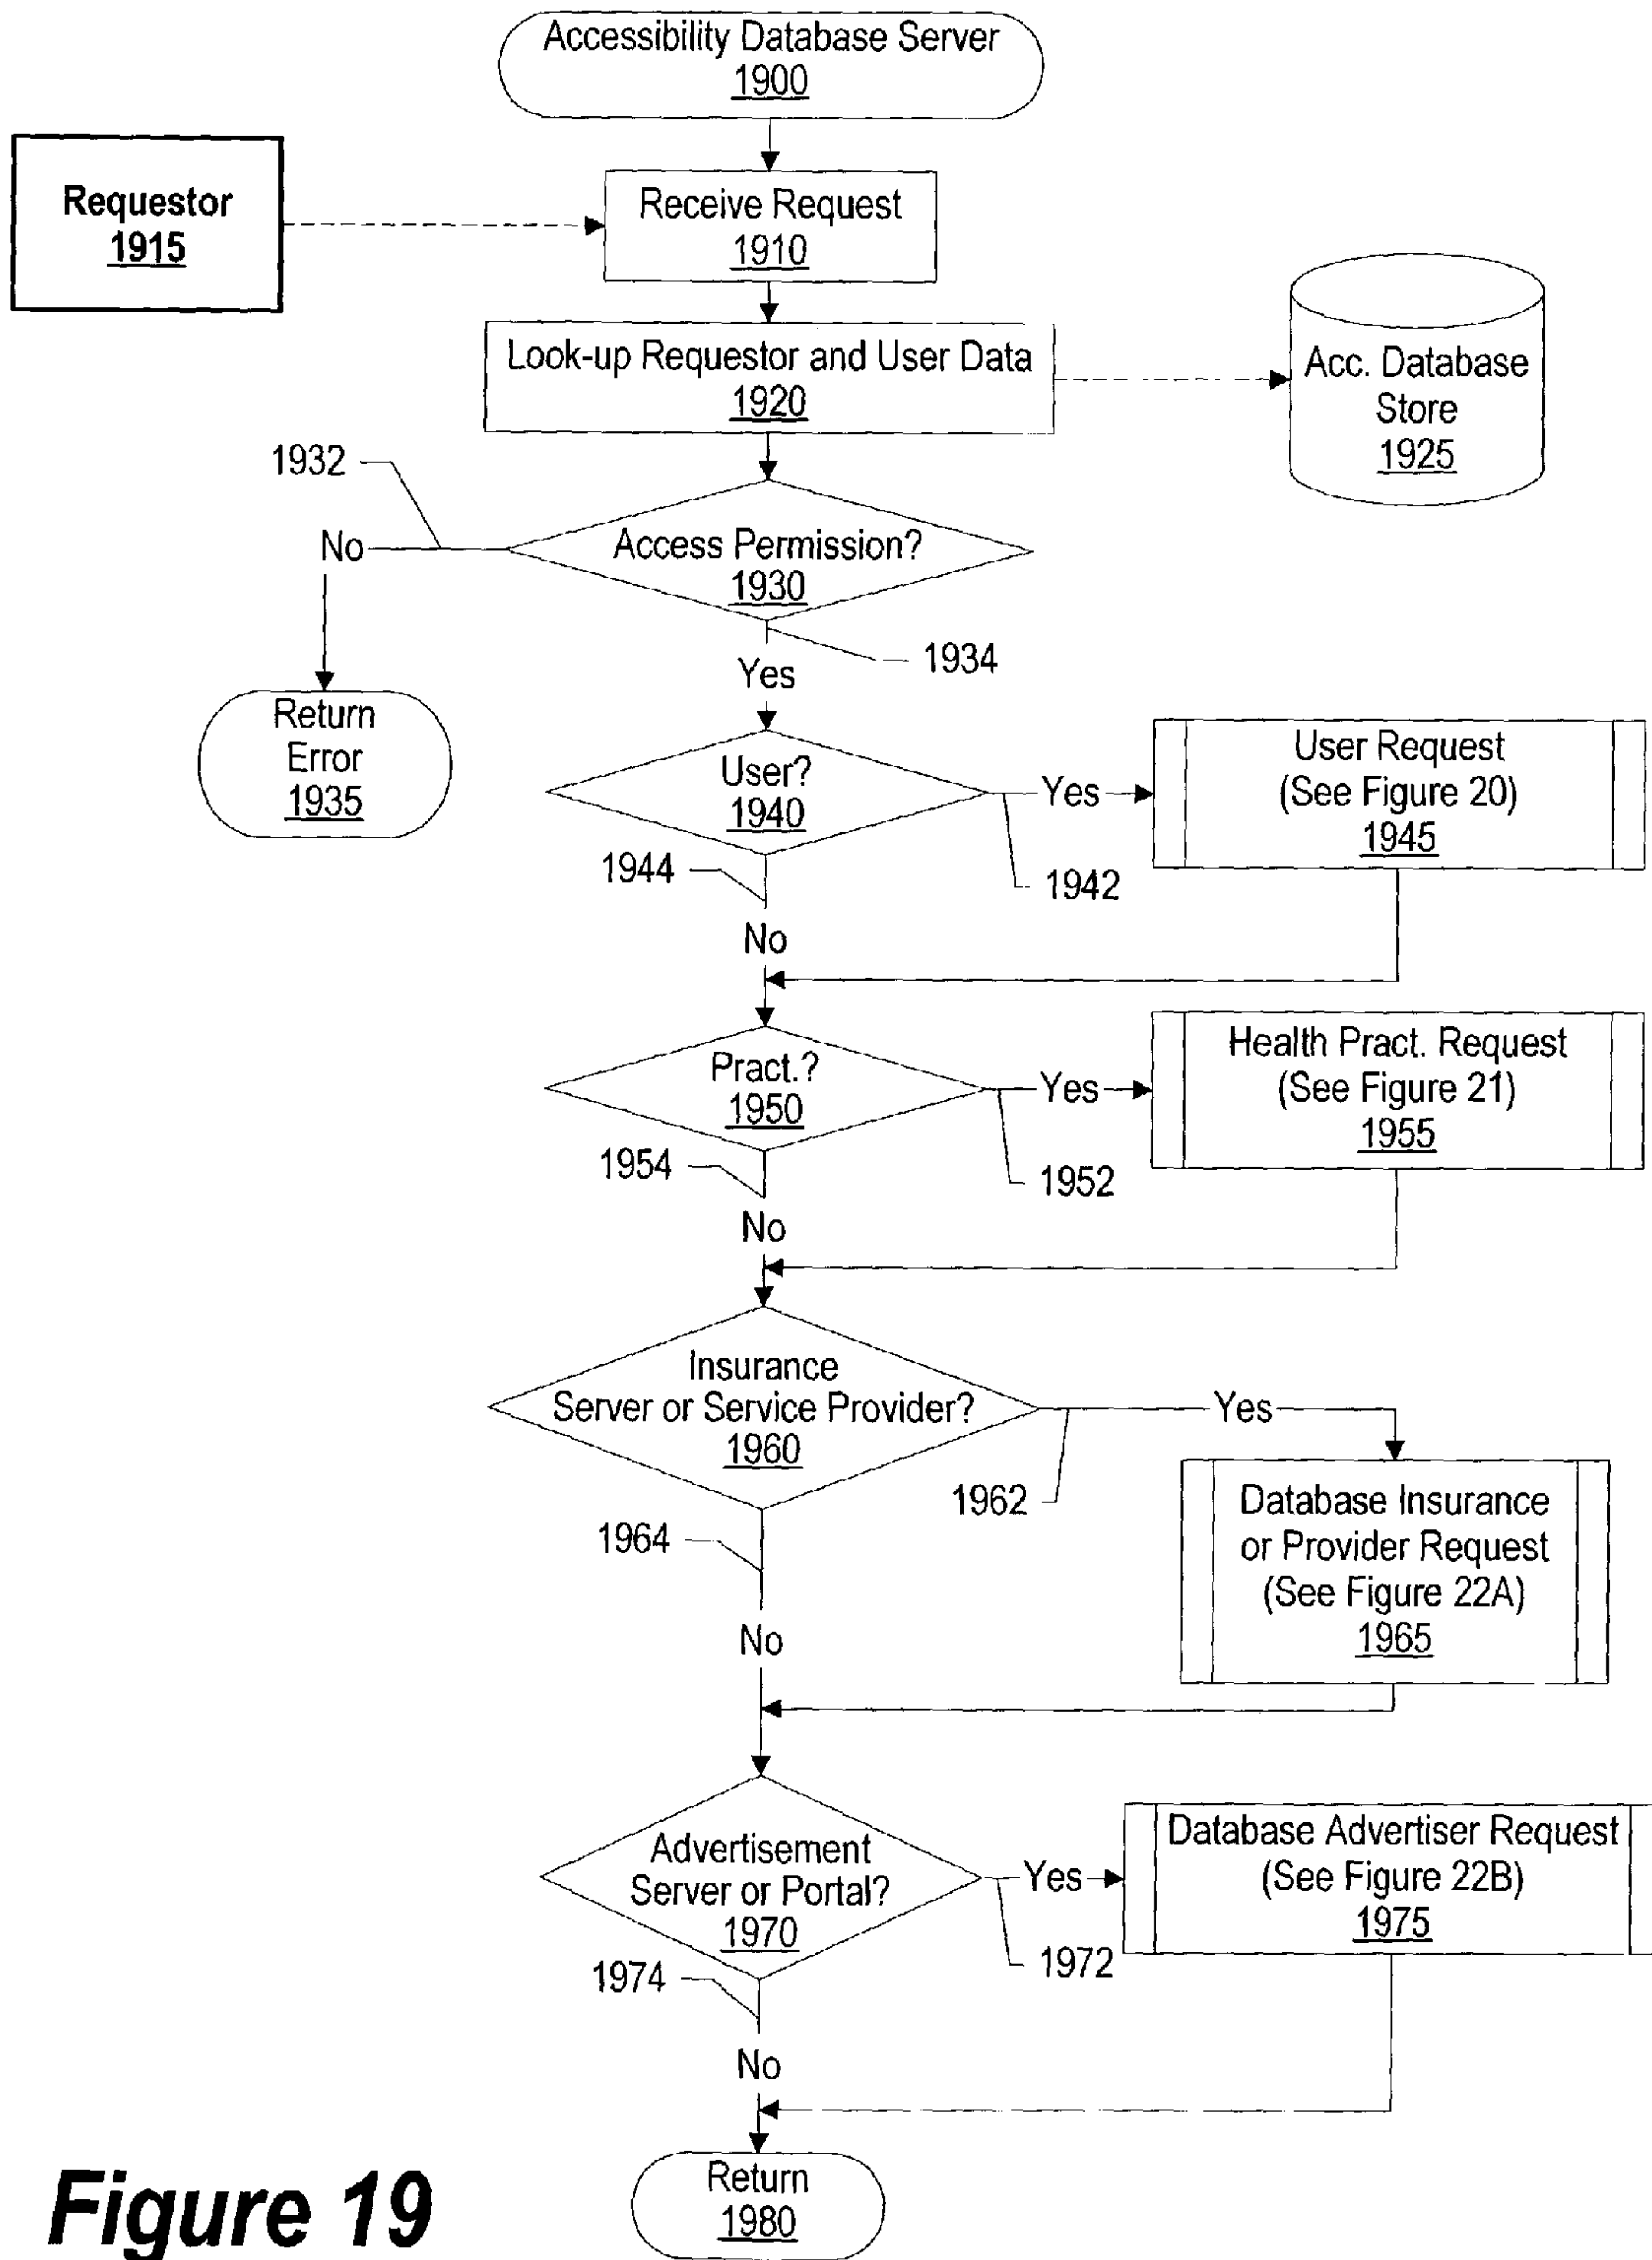 Accessibility Database Server
1900
Requestor
1915
Receive Request
1910
Look-up Requestor and User Data
1920
Acc. Database
Store
1925
1932
No
Access Permission?
1930
1934
Yes
Return
Error
1935
User?
1940
Yes
User Request
(See Figure 20)
1945
1944
1942
No
Pract.?
1950
Yes
Health Pract. Request
(See Figure 21)
1955
1954
1952
No
Insurance
Server or Service Provider?
1960
Yes
1962
Database Insurance
or Provider Request
(See Figure 22A)
1965
1964
No
Advertisement
Server or Portal?
1970
Yes
Database Advertiser Request
(See Figure 22B)
1975
1974
1972
No
Return
1980
Figure 19